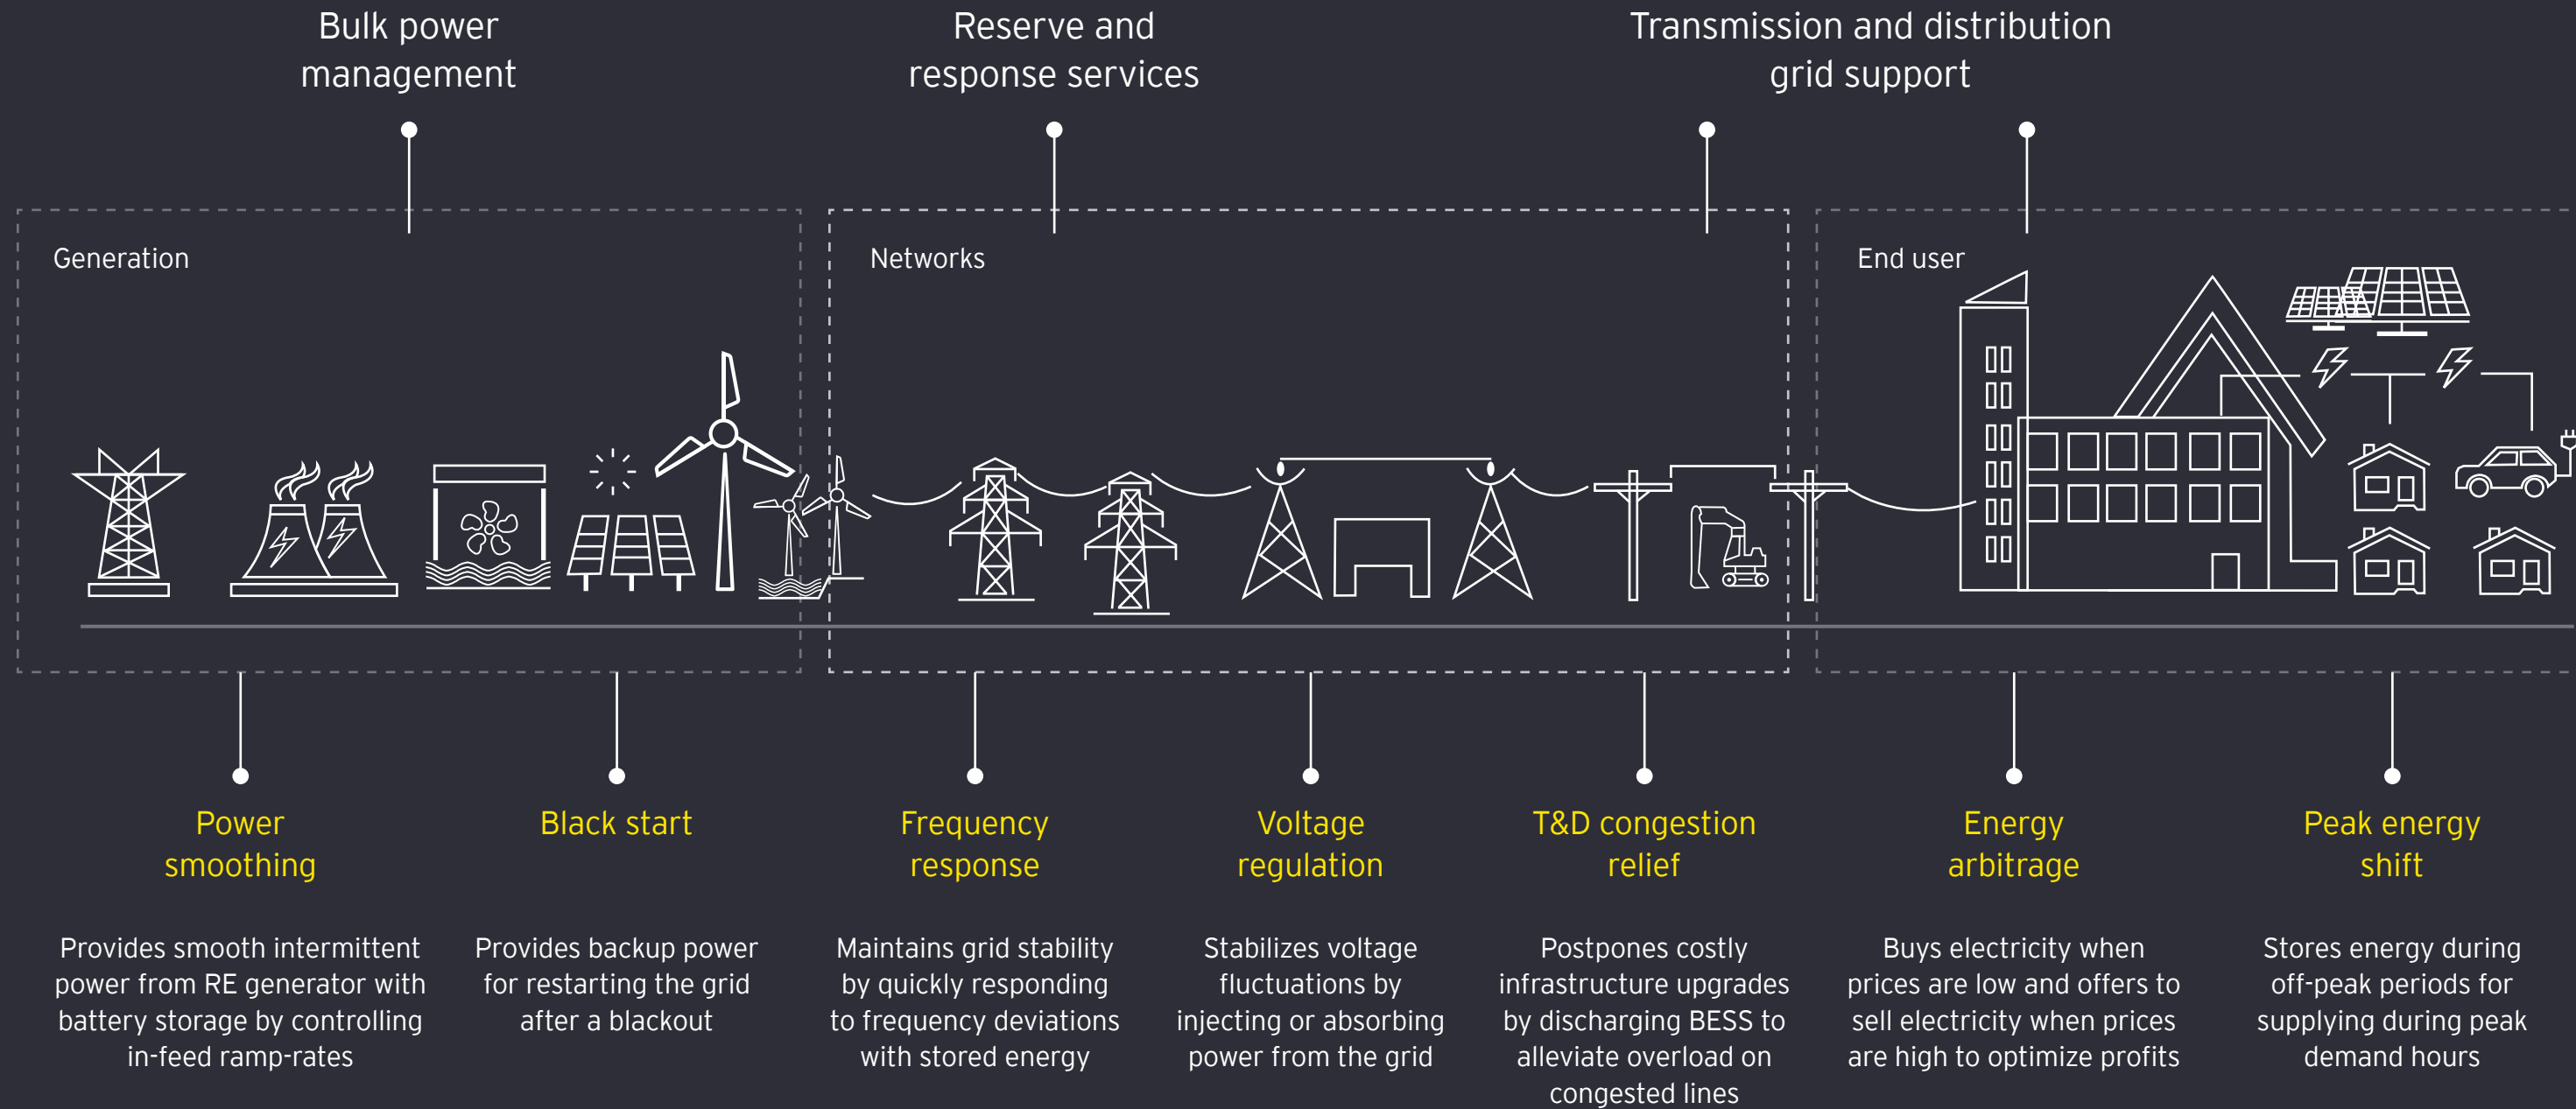 Bulk power
management
Reserve and
response services
Transmission and distribution
grid support
Generation
Networks
End user
Power
smoothing
Provides smooth intermittent
power from RE generator with
battery storage by controlling
in-feed ramp-rates
Black start
Provides backup power
for restarting the grid
after a blackout
Frequency
response
Maintains grid stability
by quickly responding
to frequency deviations
with stored energy
Voltage
regulation
Stabilizes voltage
fluctuations by
injecting or absorbing
power from the grid
T&D congestion
relief
Postpones costly
infrastructure upgrades
by discharging BESS to
alleviate overload on
congested lines
Energy
arbitrage
Buys electricity when
prices are low and offers to
sell electricity when prices
are high to optimize profits
Peak energy
shift
Stores energy during
off-peak periods for
supplying during peak
demand hours